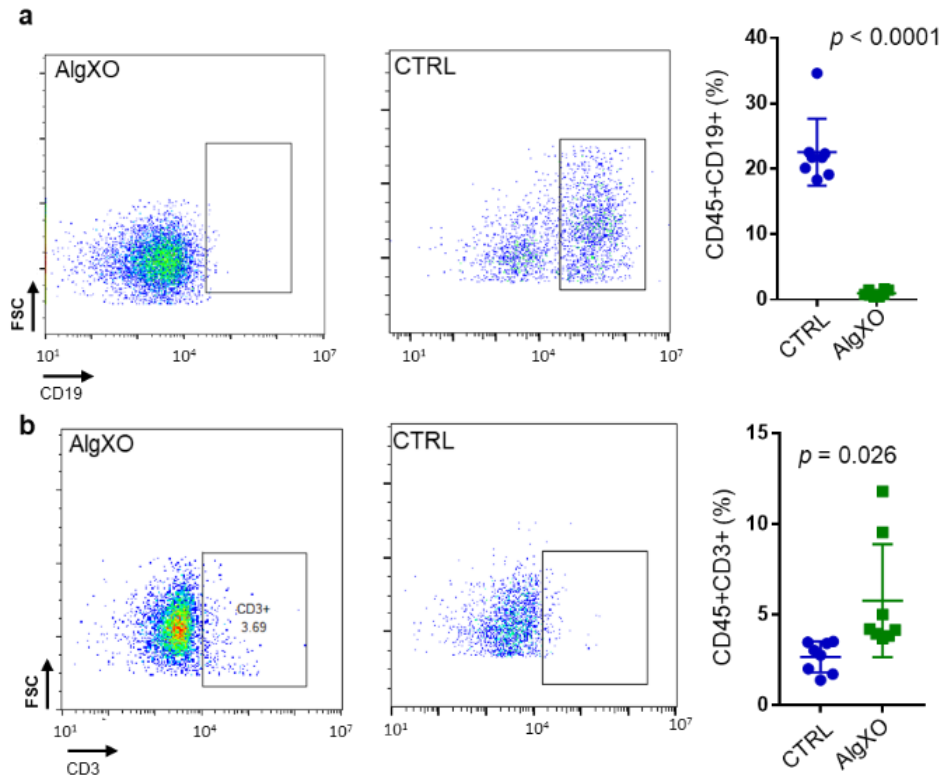 a
AlgXO
CTRL
FSC
10¹ 10⁴ 10⁷
CD19
10¹ 10⁴ 10⁷
p < 0.0001
CD45+CD19+ (%)
40
30
20
10
0
CTRL
AlgXO
b
AlgXO
CTRL
CD3+
3.69
FSC
10¹ 10⁴ 10⁷
CD3
10¹ 10⁴ 10⁷
p = 0.026
CD45+CD3+ (%)
15
10
5
0
CTRL
AlgXO